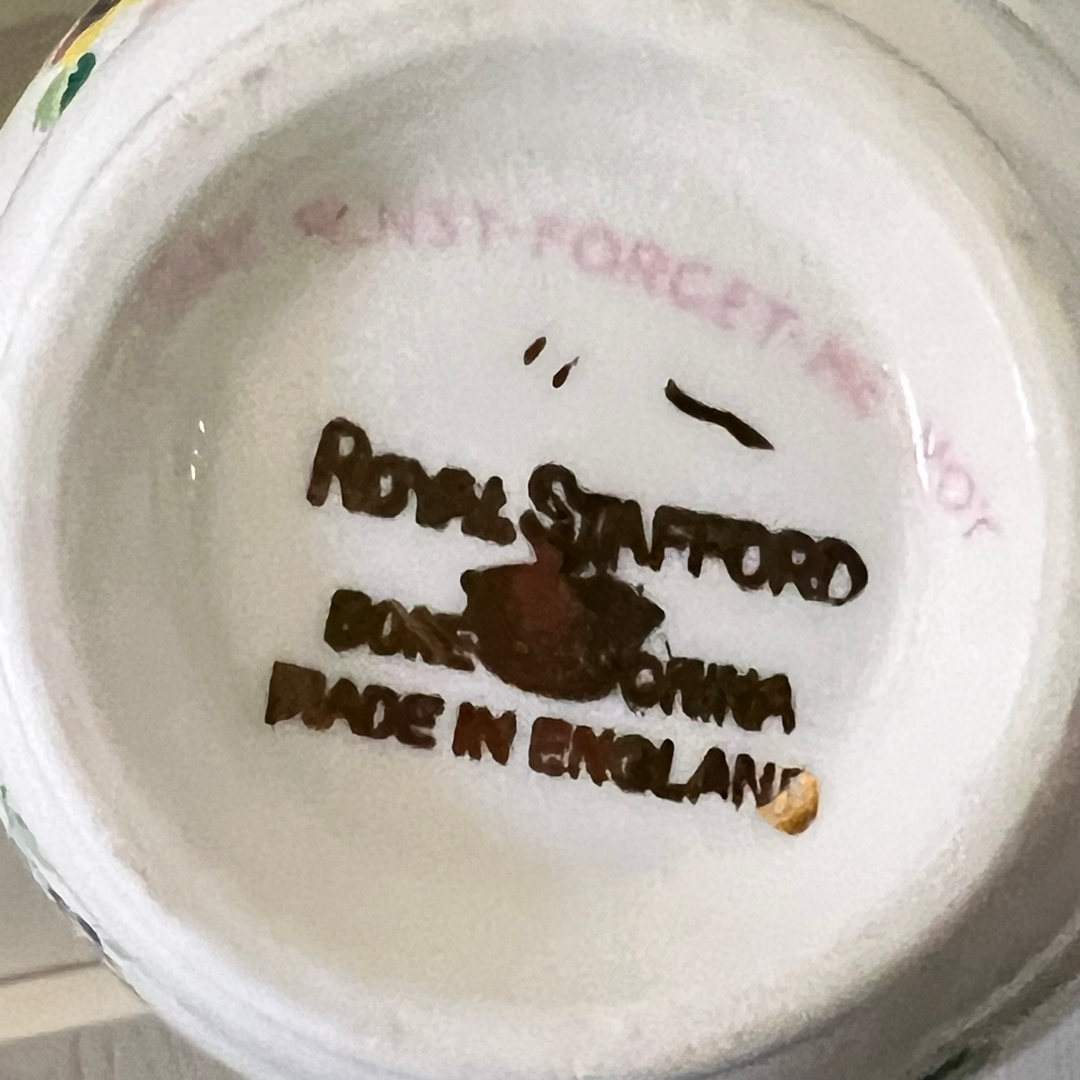 FORGET-ME NOT
ROYAL STAFFORD
BONE CHINA
MADE IN ENGLAND